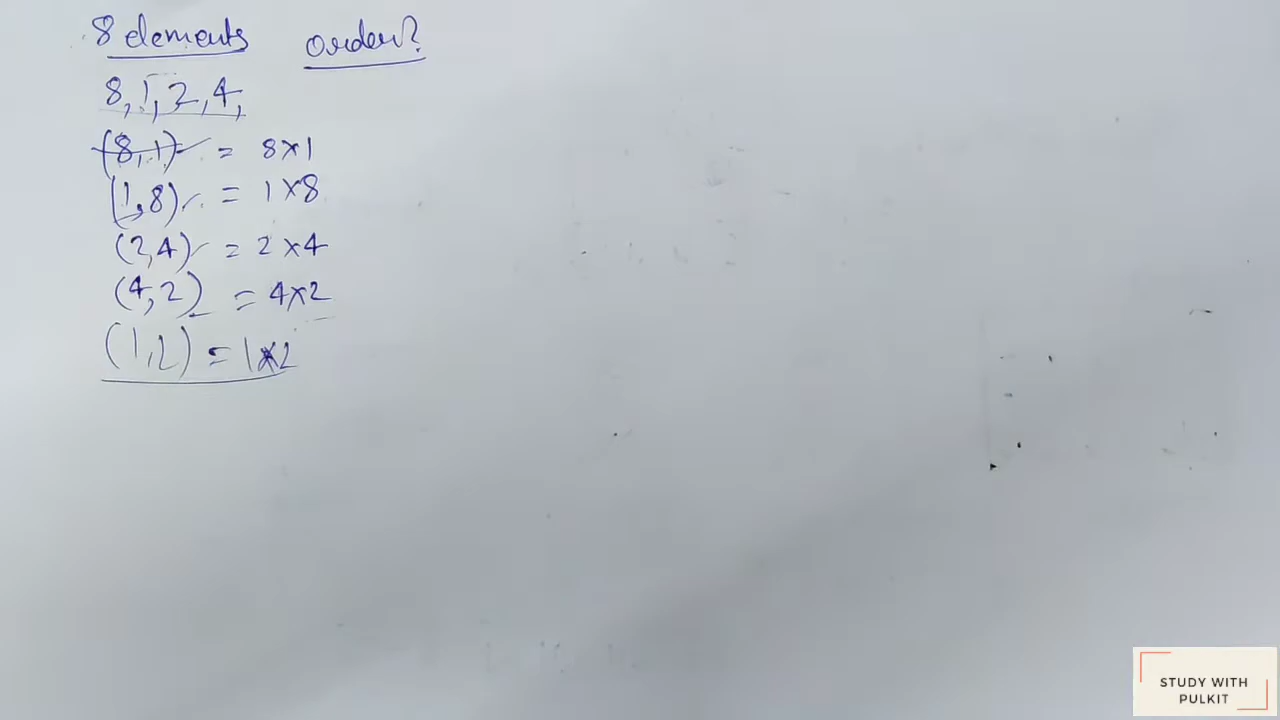 8 elements order?
8, 1, 2, 4,
(8, 1) = 8×1
(1, 8) = 1×8
(2, 4) = 2×4
(4, 2) = 4×2
(1, 2) = 1×2
STUDY WITH
PULKIT